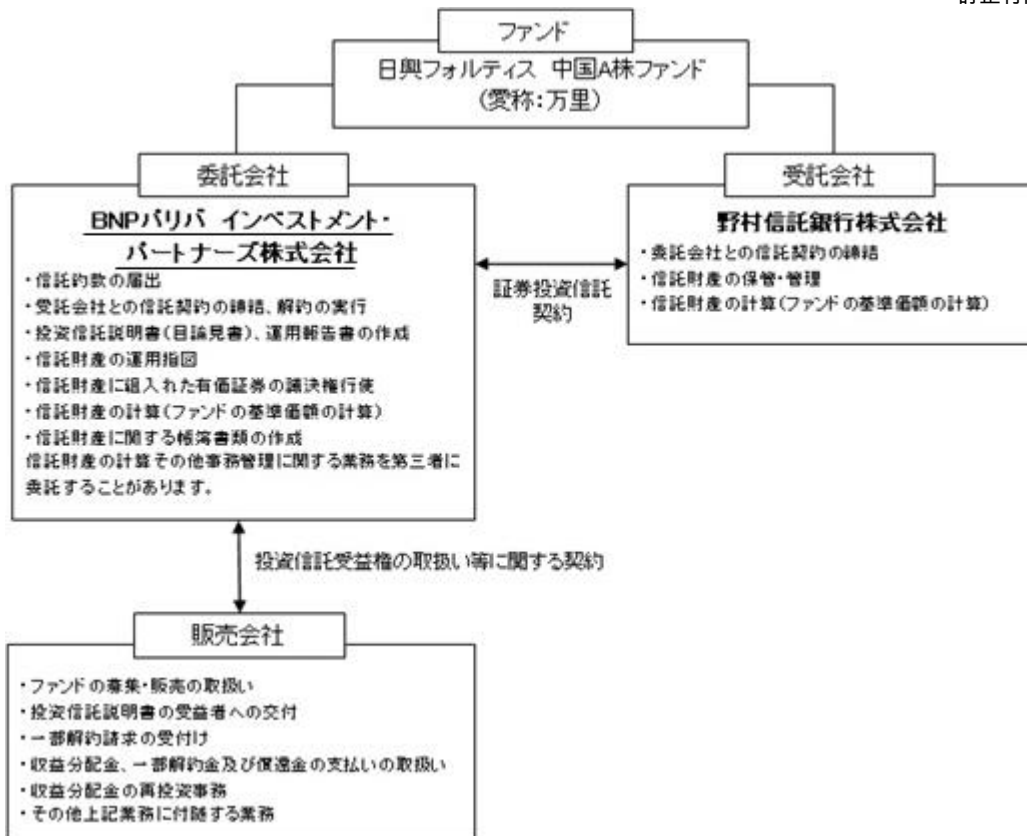 ファンド
日興フォルティス 中国A株ファンド
(愛称:万里)
委託会社
BNPパリバ インベストメント・
パートナーズ株式会社
・信託約款の届出
・受託会社との信託契約の締結、解約の実行
・投資信託説明書(目論見書)、運用報告書の作成
・信託財産の運用指図
・信託財産に組入れた有価証券の議決権行使
・信託財産の計算(ファンドの基準価額の計算)
・信託財産に関する帳簿書類の作成
信託財産の計算その他事務管理に関する業務を第三者に
委託することがあります。
証券投資信託
契約
受託会社
野村信託銀行株式会社
・委託会社との信託契約の締結
・信託財産の保管・管理
・信託財産の計算(ファンドの基準価額の計算)
投資信託受益権の取扱い等に関する契約
販売会社
・ファンドの募集・販売の取扱い
・投資信託説明書の受益者への交付
・一部解約請求の受付け
・収益分配金、一部解約金及び償還金の支払いの取扱い
・収益分配金の再投資事務
・その他上記業務に付随する業務